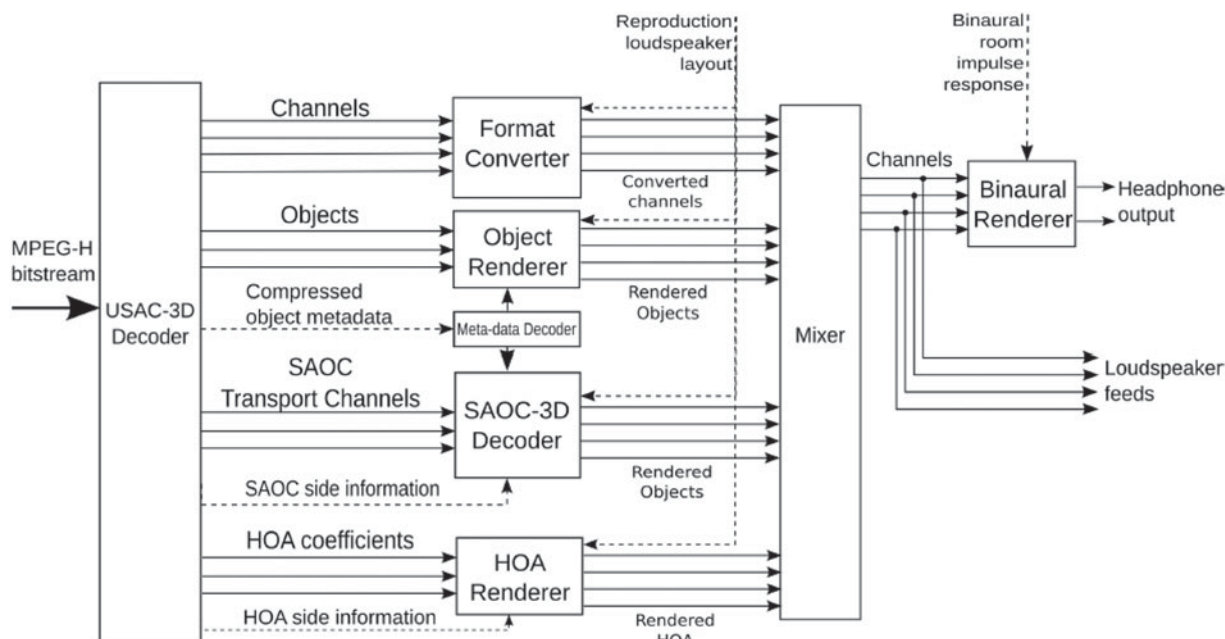 Reproduction
loudspeaker
layout
Binaural
room
impulse
response
Channels
Format
Converter
Converted
channels
Channels
Binaural
Renderer
Headphone
output
Objects
Object
Renderer
Rendered
Objects
MPEG-H
bitstream
USAC-3D
Decoder
Compressed
object metadata
Meta-data Decoder
Mixer
SAOC
Transport Channels
SAOC-3D
Decoder
Rendered
Objects
Loudspeaker
feeds
SAOC side information
HOA coefficients
HOA
Renderer
HOA side information
Rendered
HOA